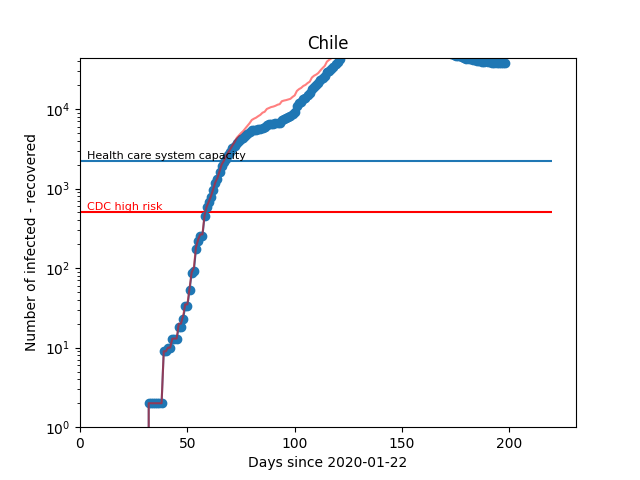 Chile
Number of infected - recovered
10^4
10^3
10^2
10^1
10^0
Health care system capacity
CDC high risk
0 50 100 150 200
Days since 2020-01-22